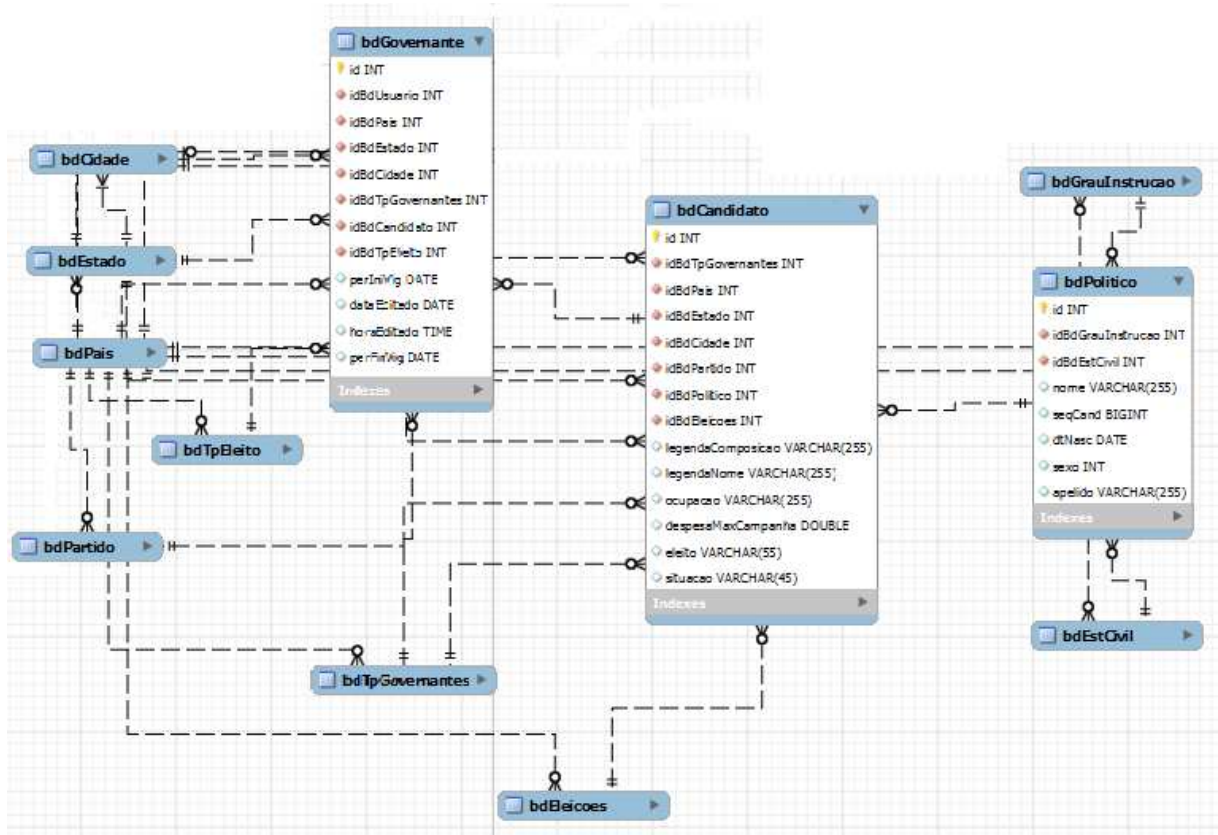 bdGovernante
id INT
idBdUsuario INT
idBdPais INT
idBdEstado INT
idBdCidade INT
idBdTpGovernantes INT
idBdCandidato INT
idBdTpEleito INT
perIniVig DATE
dataEditado DATE
horaEditado TIME
perFinVig DATE
Indexes
bdCidade
bdEstado
bdPais
bdTpEleito
bdPartido
bdTpGovernantes
bdEleicoes
bdCandidato
id INT
idBdTpGovernantes INT
idBdPais INT
idBdEstado INT
idBdCidade INT
idBdPartido INT
idBdPolitico INT
idBdEleicoes INT
legendaComposicao VARCHAR(255)
legendaNome VARCHAR(255)
ocupacao VARCHAR(255)
despesaMaxCampanha DOUBLE
eleito VARCHAR(55)
situacao VARCHAR(45)
Indexes
bdGrauInstrucao
bdPolitico
id INT
idBdGrauInstrucao INT
idBdEstCivil INT
nome VARCHAR(255)
seqCand BIGINT
dtNasc DATE
sexo INT
apelido VARCHAR(255)
Indexes
bdEstCivil